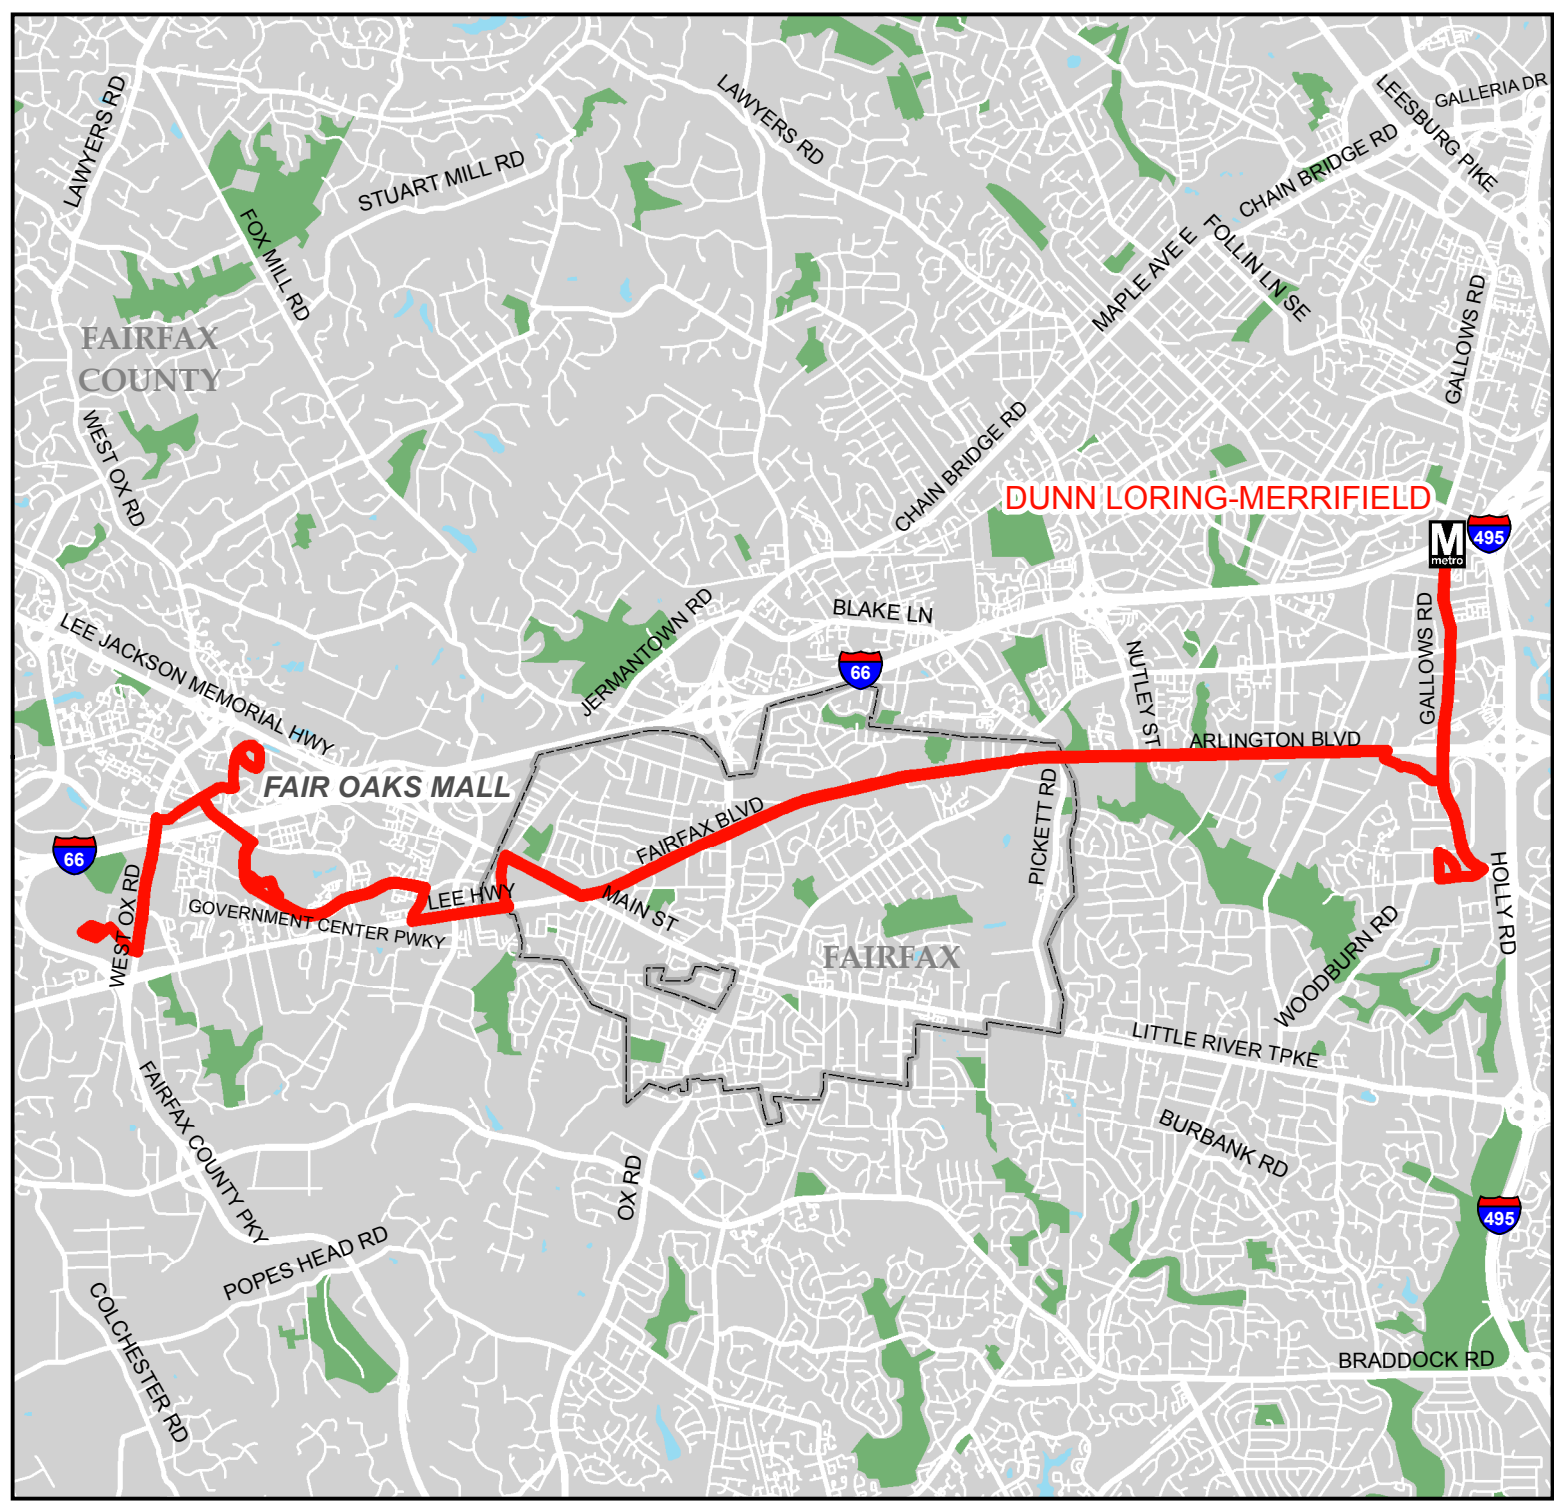 LAWYERS RD
LAWYERS RD
LEESBURG PIKE
GALLERIA DR
CHAIN BRIDGE RD
STUART MILL RD
FOX MILL RD
FOLLIN LN SE
MAPLE AVE E
GALLOWS RD
FAIRFAX
COUNTY
WEST OX RD
CHAIN BRIDGE RD
DUNN LORING-MERRIFIELD
M
metro
495
LEE JACKSON MEMORIAL HWY
JERMANTOWN RD
BLAKE LN
66
NUTLEY ST
GALLOWS RD
ARLINGTON BLVD
FAIR OAKS MALL
PICKETT RD
FAIRFAX BLVD
66
WEST OX RD
LEE HWY
MAIN ST
GOVERNMENT CENTER PWKY
HOLLY RD
WOODBURN RD
FAIRFAX
LITTLE RIVER TPKE
FAIRFAX COUNTY PKY
BURBANK RD
OX RD
495
POPES HEAD RD
COLCHESTER RD
BRADDOCK RD